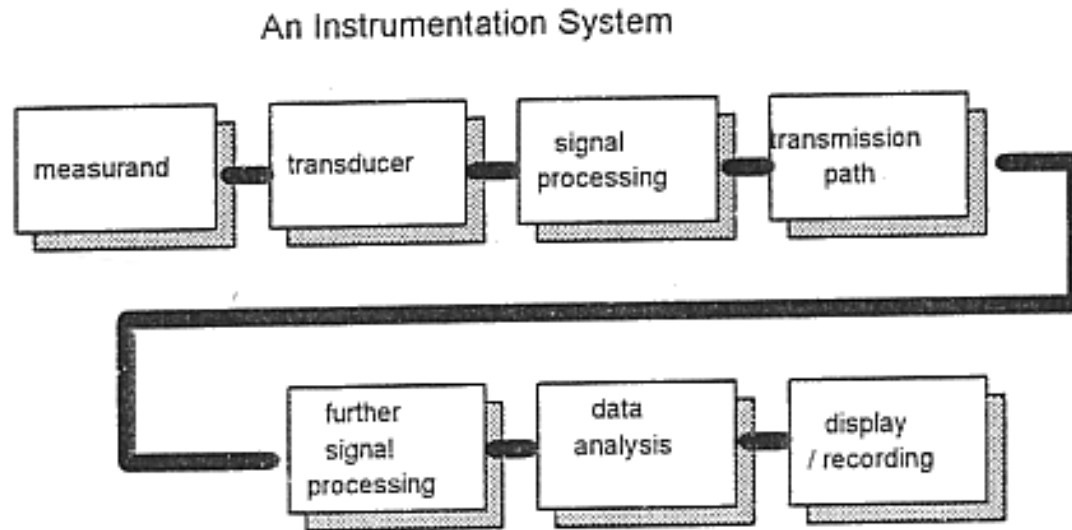 An Instrumentation System
measurand
transducer
signal
processing
transmission
path
further
signal
processing
data
analysis
display
/ recording